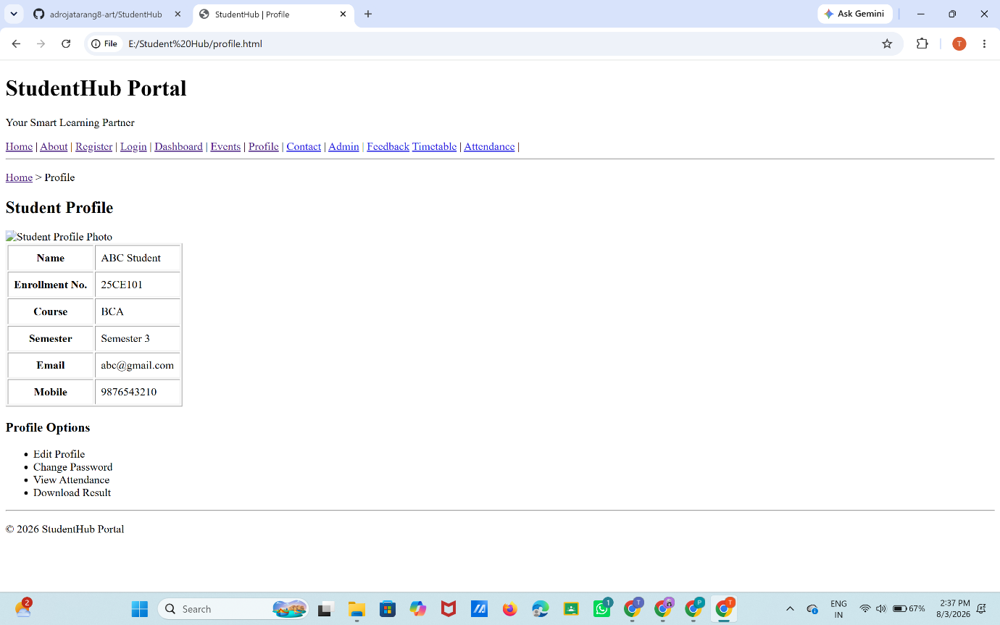 adrojatarang8-art/StudentHub
StudentHub | Profile
Ask Gemini
File
E:/Student%20Hub/profile.html
T
StudentHub Portal
Your Smart Learning Partner
Home | About | Register | Login | Dashboard | Events | Profile | Contact | Admin | Feedback Timetable | Attendance |
Home > Profile
Student Profile
Student Profile Photo
Name ABC Student
Enrollment No. 25CE101
Course BCA
Semester Semester 3
Email abc@gmail.com
Mobile 9876543210
Profile Options
• Edit Profile
• Change Password
• View Attendance
• Download Result
© 2026 StudentHub Portal
2
Search
1
T
P
T
ENG
IN
67%
2:37 PM
8/3/2026